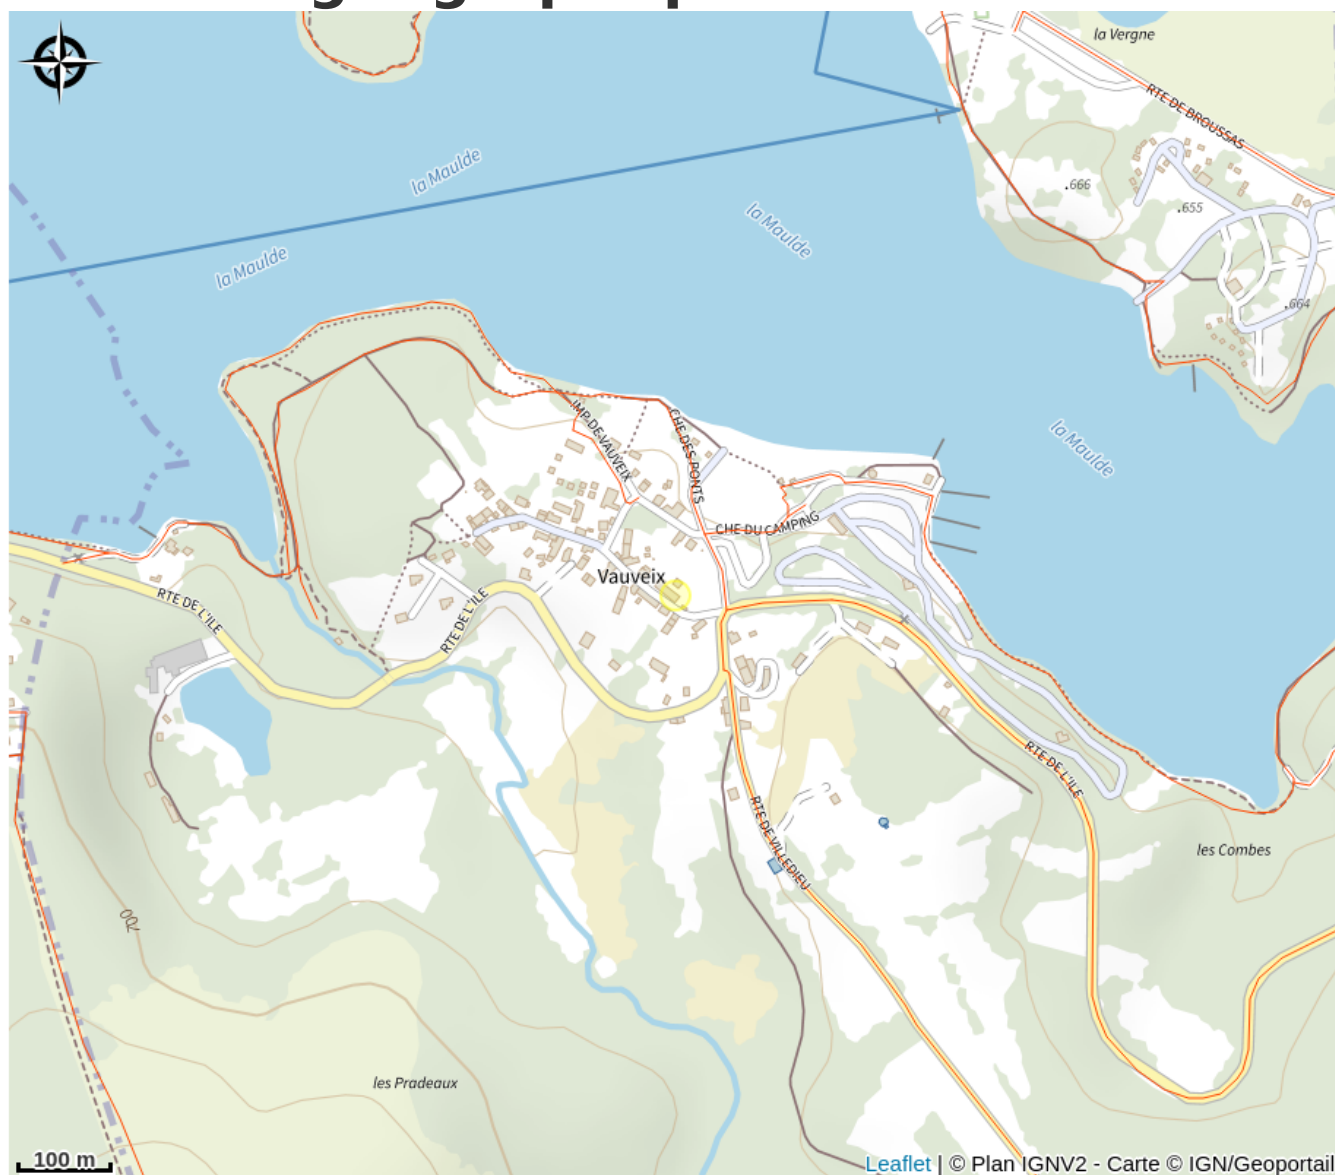 la Vergne
RTE DE BROUSSAS
la Maulde
.666
la Maulde
.655
la Maulde
.664
IMP DE VAUVEIX
CHE DES PONTS
la Maulde
CHE DU CAMPING
Vauveix
RTE DE L'ILE
RTE DE L'ILE
RTE DE L'ILE
RTE DE VILLEDIEU
les Combes
700
les Pradeaux
100 m
Leaflet | © Plan IGNV2 - Carte © IGN/Geoportail